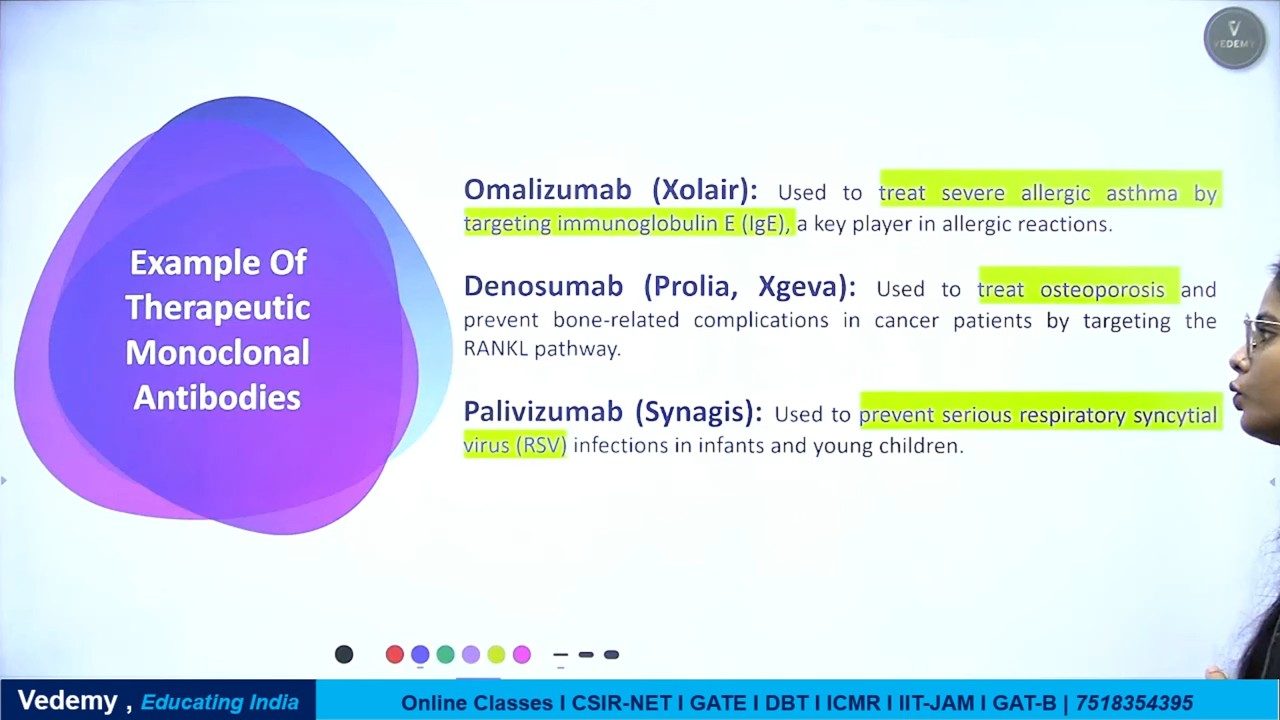 VEDEMY
Example Of
Therapeutic
Monoclonal
Antibodies
Omalizumab (Xolair): Used to treat severe allergic asthma by
targeting immunoglobulin E (IgE), a key player in allergic reactions.
Denosumab (Prolia, Xgeva): Used to treat osteoporosis and
prevent bone-related complications in cancer patients by targeting the
RANKL pathway.
Palivizumab (Synagis): Used to prevent serious respiratory syncytial
virus (RSV) infections in infants and young children.
Vedemy , Educating India
Online Classes I CSIR-NET I GATE I DBT I ICMR I IIT-JAM I GAT-B | 7518354395